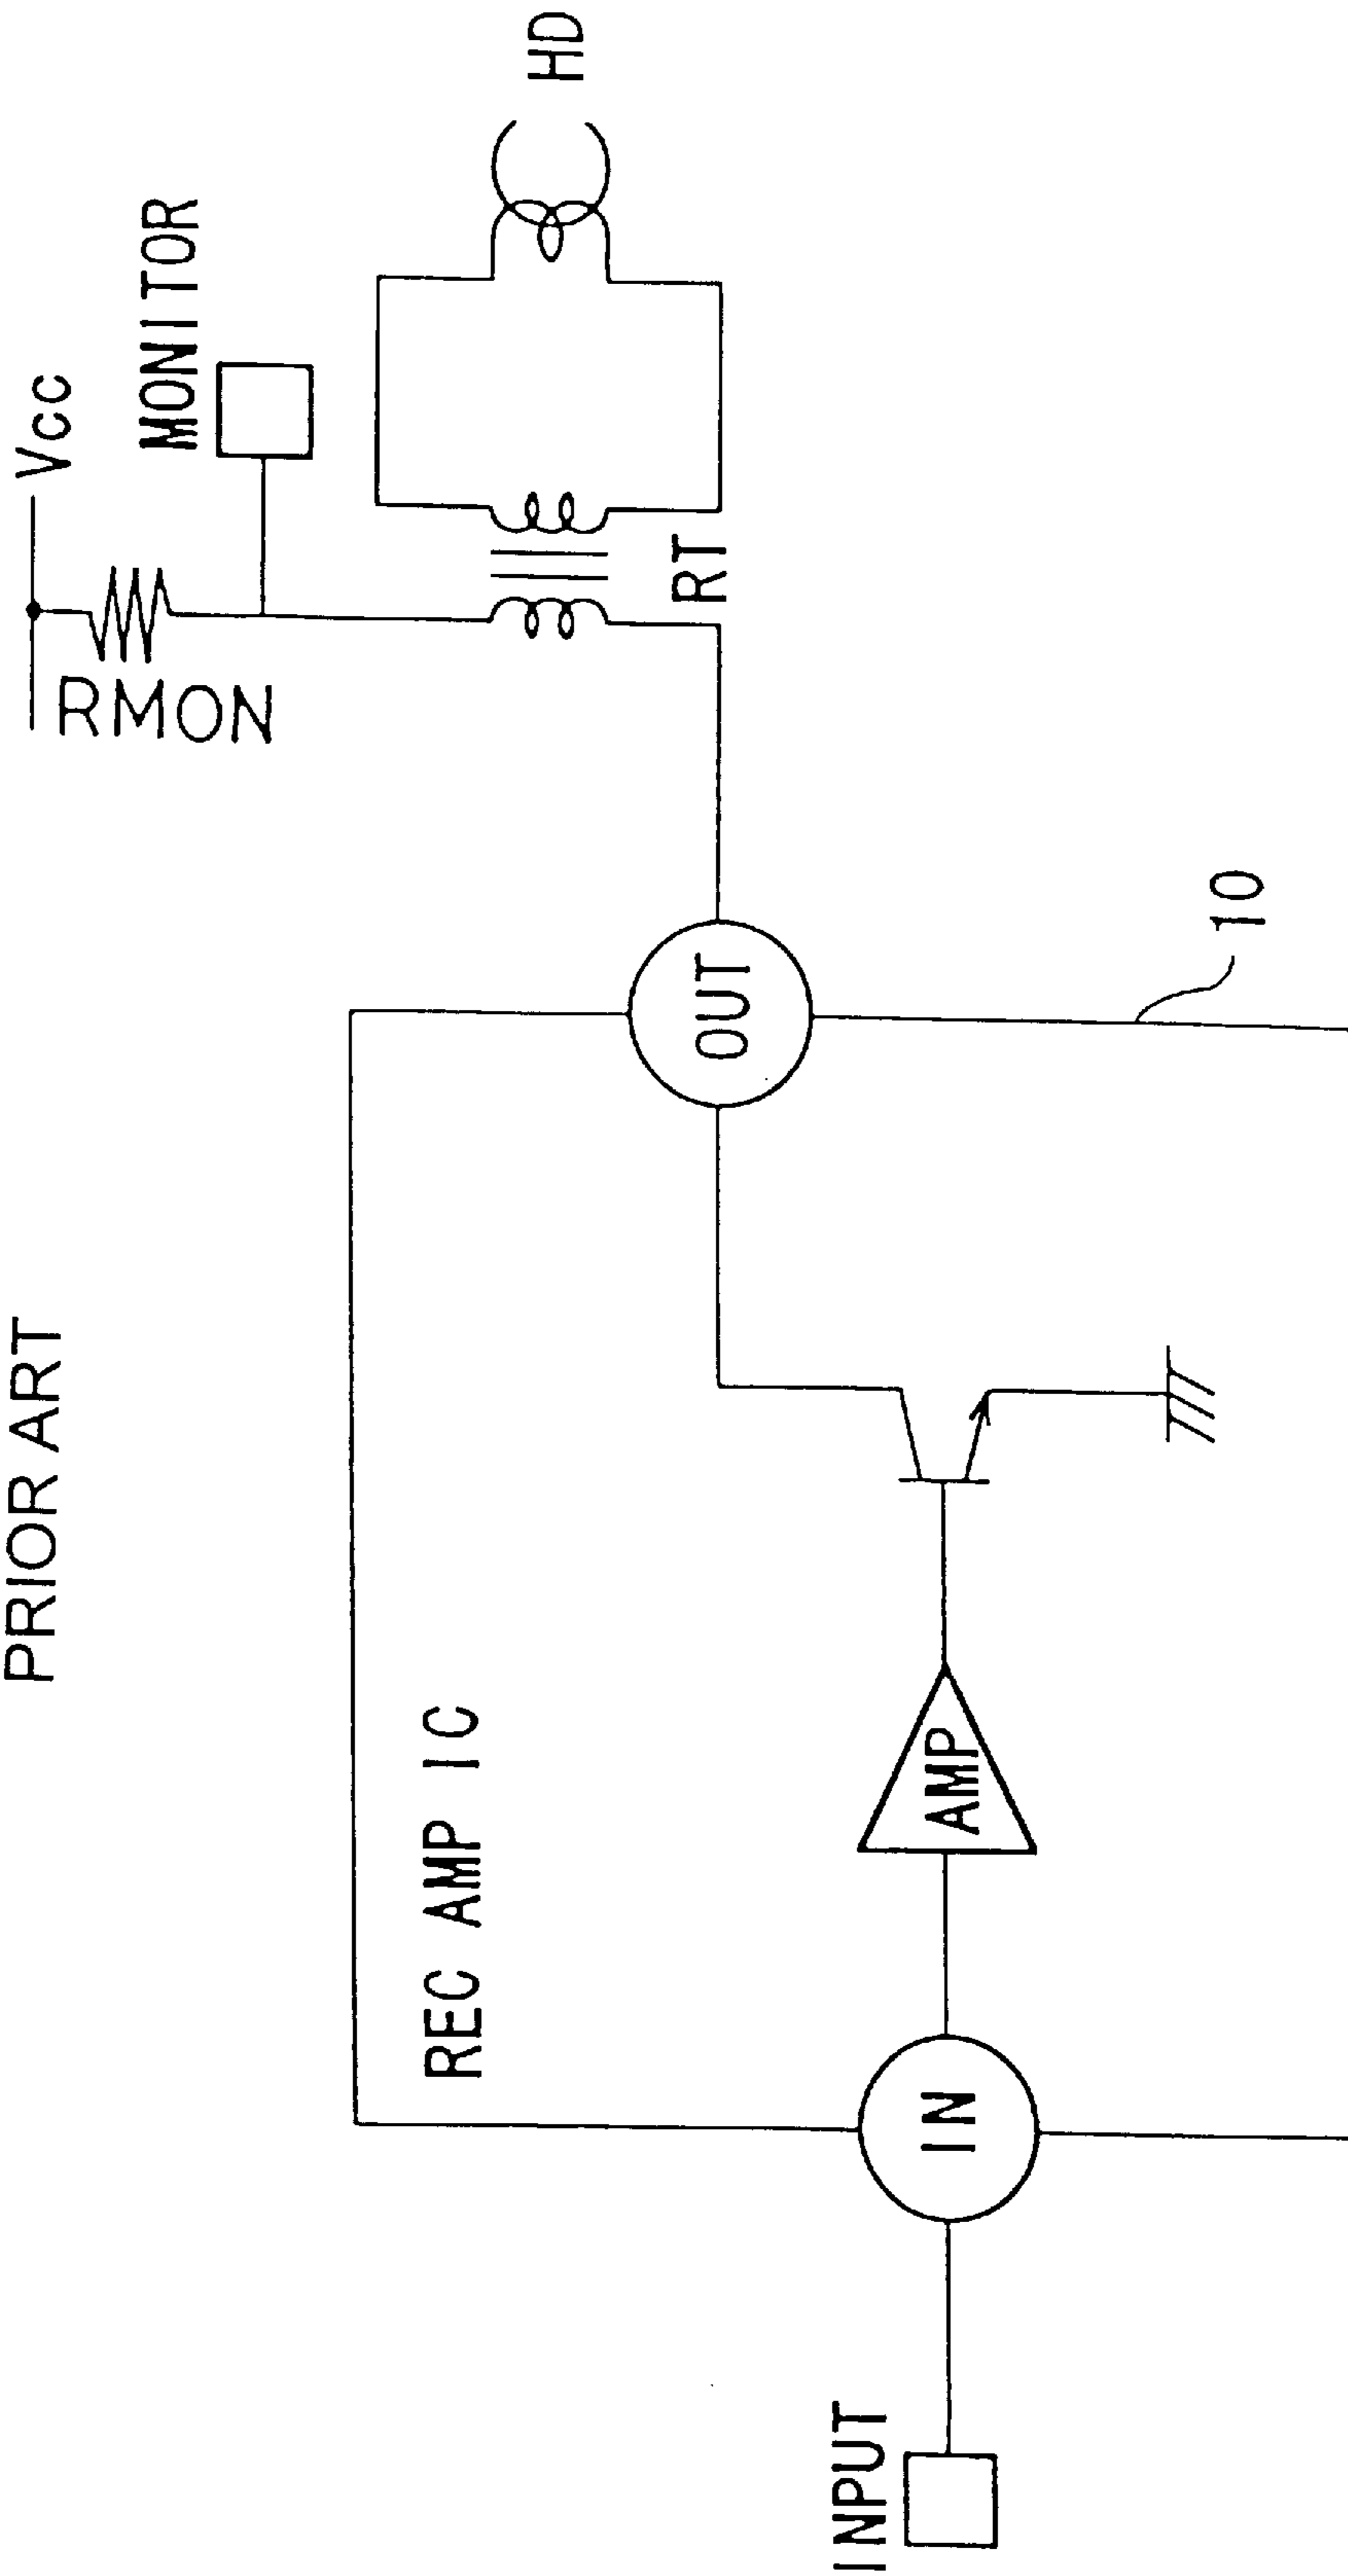 PRIOR ART
Vcc
RMON
MONITOR
REC AMP IC
HD
RT
OUT
INPUT
IN
AMP
10